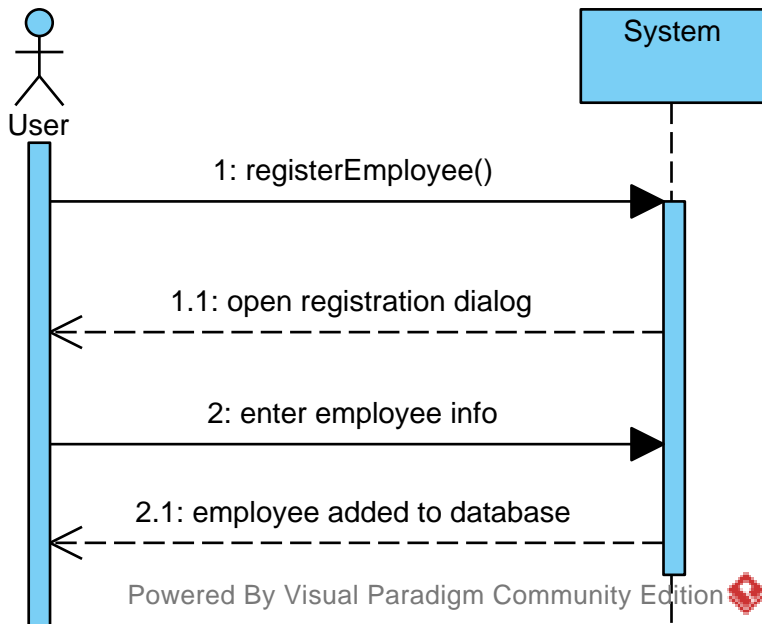 System
User
1: registerEmployee()
1.1: open registration dialog
2: enter employee info
2.1: employee added to database
Powered By Visual Paradigm Community Edition